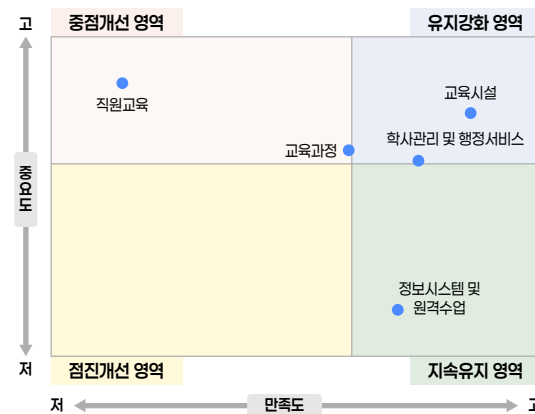 고
중점개선 영역
유지강화 영역
직원교육
교육시설
교육과정
학사관리 및 행정서비스
중요도
정보시스템 및
원격수업
저
점진개선 영역
지속유지 영역
저
만족도
고